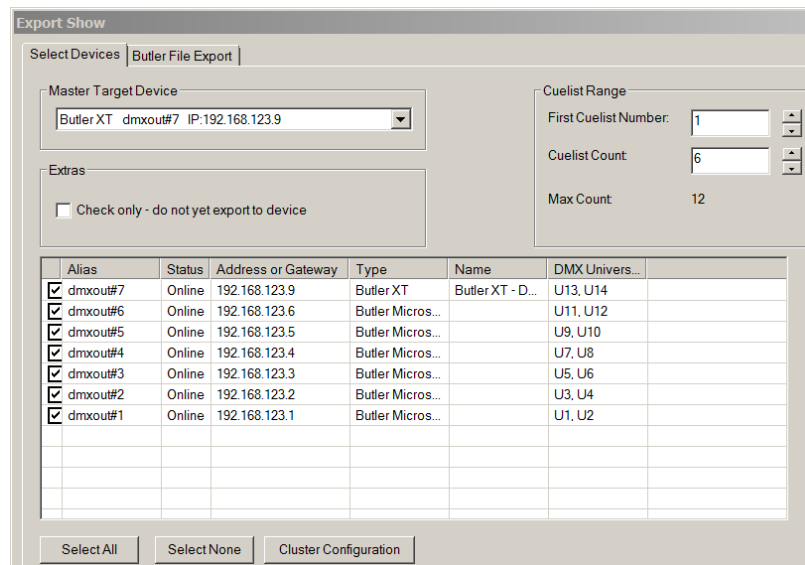 Export Show
Select Devices Butler File Export
Master Target Device
Butler XT dmxout#7 IP:192.168.123.9
Cuelist Range
First Cuelist Number: 1
Cuelist Count: 6
Max Count: 12
Extras
Check only - do not yet export to device
Alias Status Address or Gateway Type Name DMX Univers...
dmxout#7 Online 192.168.123.9 Butler XT Butler XT - D... U13, U14
dmxout#6 Online 192.168.123.6 Butler Micros... U11, U12
dmxout#5 Online 192.168.123.5 Butler Micros... U9, U10
dmxout#4 Online 192.168.123.4 Butler Micros... U7, U8
dmxout#3 Online 192.168.123.3 Butler Micros... U5, U6
dmxout#2 Online 192.168.123.2 Butler Micros... U3, U4
dmxout#1 Online 192.168.123.1 Butler Micros... U1, U2
Select All Select None Cluster Configuration